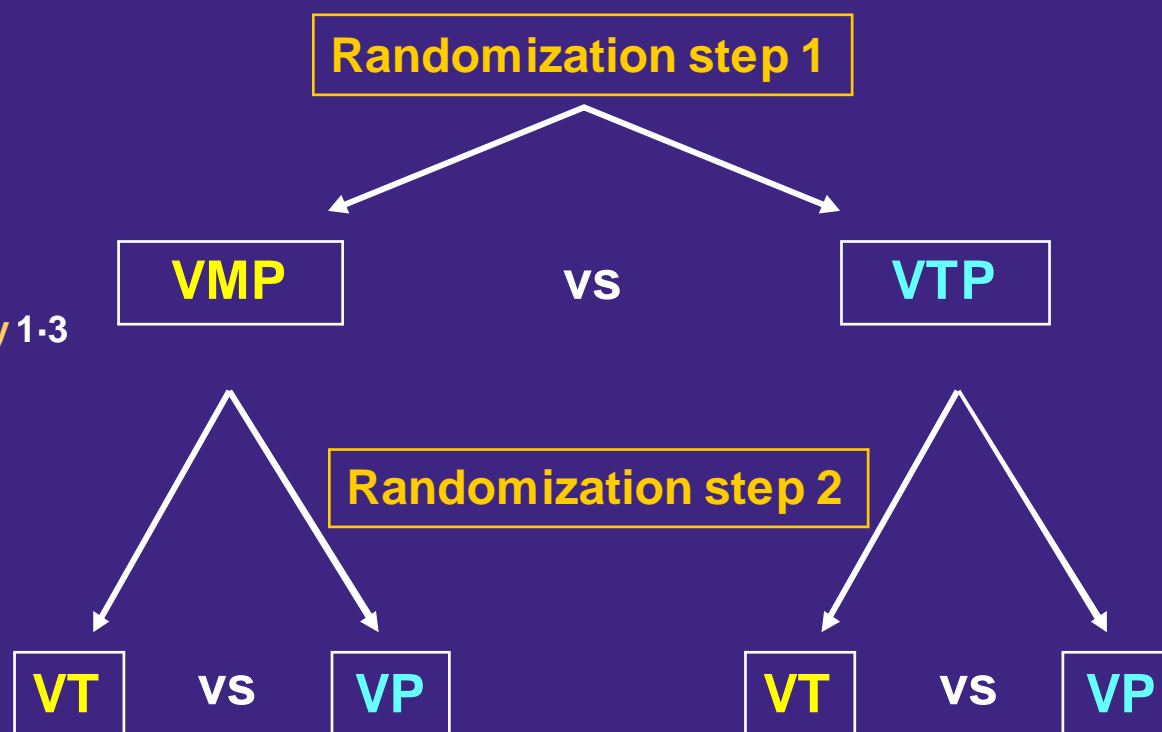 Randomization step 1
VMP vs VTP
1-3
Randomization step 2
VT vs VP VT vs VP